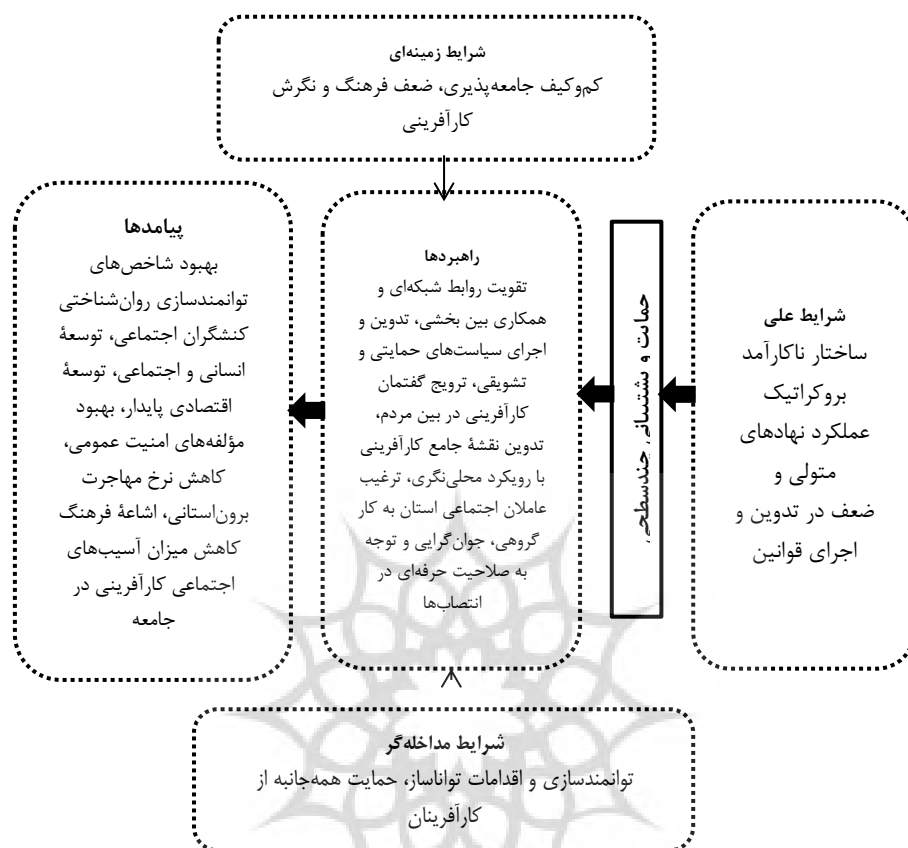 شرایط زمینه‌ای
کم‌وکیف جامعه‌پذیری، ضعف فرهنگ و نگرش
کارآفرینی
شرایط علی
ساختار ناکارآمد
بروکراتیک
عملکرد نهادهای
متولی و
ضعف در تدوین و
اجرای قوانین
حمایت و پشتیبانی چندسطحی
راهبردها
تقویت روابط شبکه‌ای و
همکاری بین بخشی، تدوین و
اجرای سیاست‌های حمایتی و
تشویقی، ترویج گفتمان
کارآفرینی در بین مردم،
تدوین نقشهٔ جامع کارآفرینی
با رویکرد محلی‌نگری، ترغیب
عاملان اجتماعی استان به کار
گروهی، جوان‌گرایی و توجه
به صلاحیت حرفه‌ای در
انتصاب‌ها
پیامدها
بهبود شاخص‌های
توانمندسازی روان‌شناختی
کنشگران اجتماعی، توسعهٔ
انسانی و اجتماعی، توسعهٔ
اقتصادی پایدار، بهبود
مؤلفه‌های امنیت عمومی،
کاهش نرخ مهاجرت
برون‌استانی، اشاعهٔ فرهنگ
کاهش میزان آسیب‌های
اجتماعی کارآفرینی در
جامعه
شرایط مداخله‌گر
توانمندسازی و اقدامات تواناساز، حمایت همه‌جانبه از
کارآفرینان